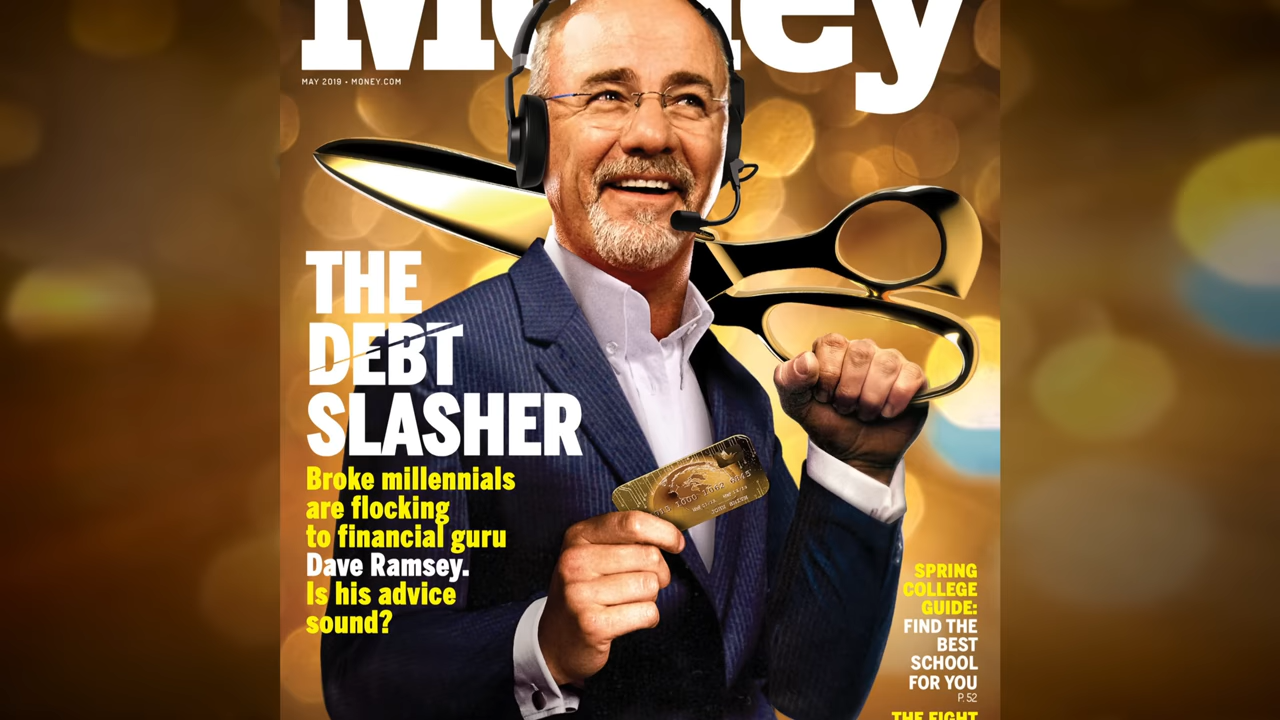 Money
MAY 2019 • MONEY.COM
THE
DEBT
SLASHER
Broke millennials
are flocking
to financial guru
Dave Ramsey.
Is his advice
sound?
SPRING
COLLEGE
GUIDE:
FIND THE
BEST
SCHOOL
FOR YOU
P. 52
THE FIGHT